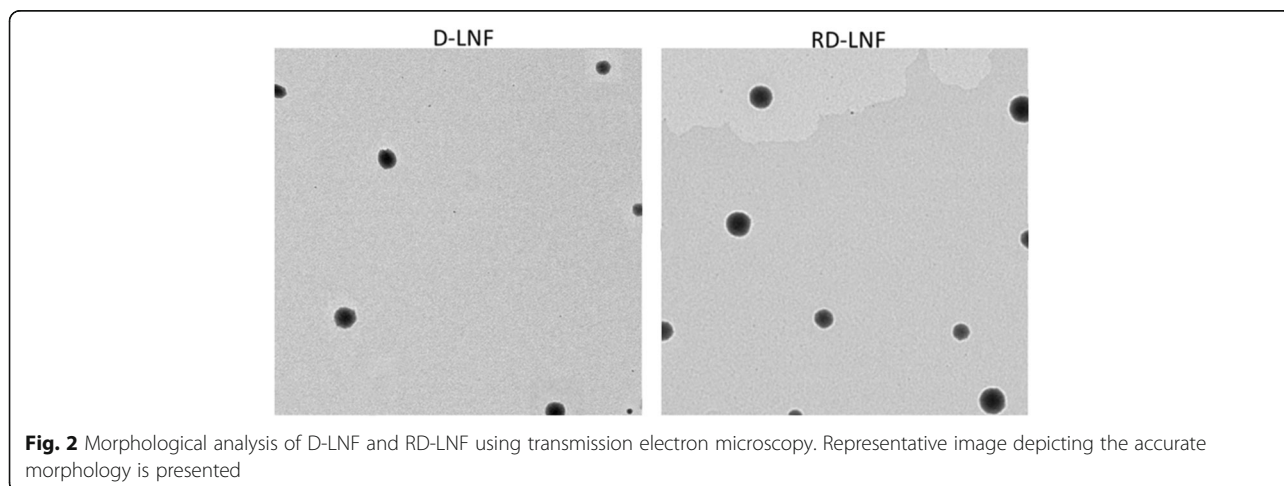 D-LNF
RD-LNF
Fig. 2 Morphological analysis of D-LNF and RD-LNF using transmission electron microscopy. Representative image depicting the accurate
morphology is presented